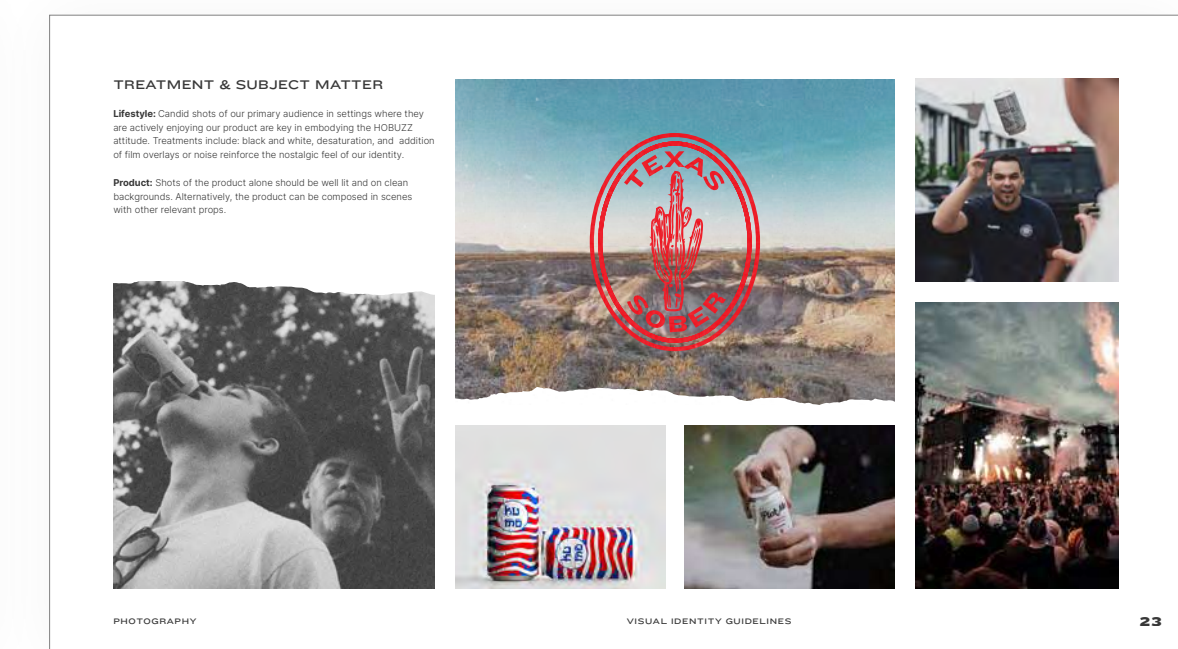 TREATMENT & SUBJECT MATTER
Lifestyle: Candid shots of our primary audience in settings where they
are actively enjoying our product are key in embodying the HOBUZZ
attitude. Treatments include: black and white, desaturation, and addition
of film overlays or noise reinforce the nostalgic feel of our identity.
Product: Shots of the product alone should be well lit and on clean
backgrounds. Alternatively, the product can be composed in scenes
with other relevant props.
TEXAS
SOBER
PHOTOGRAPHY
VISUAL IDENTITY GUIDELINES
23